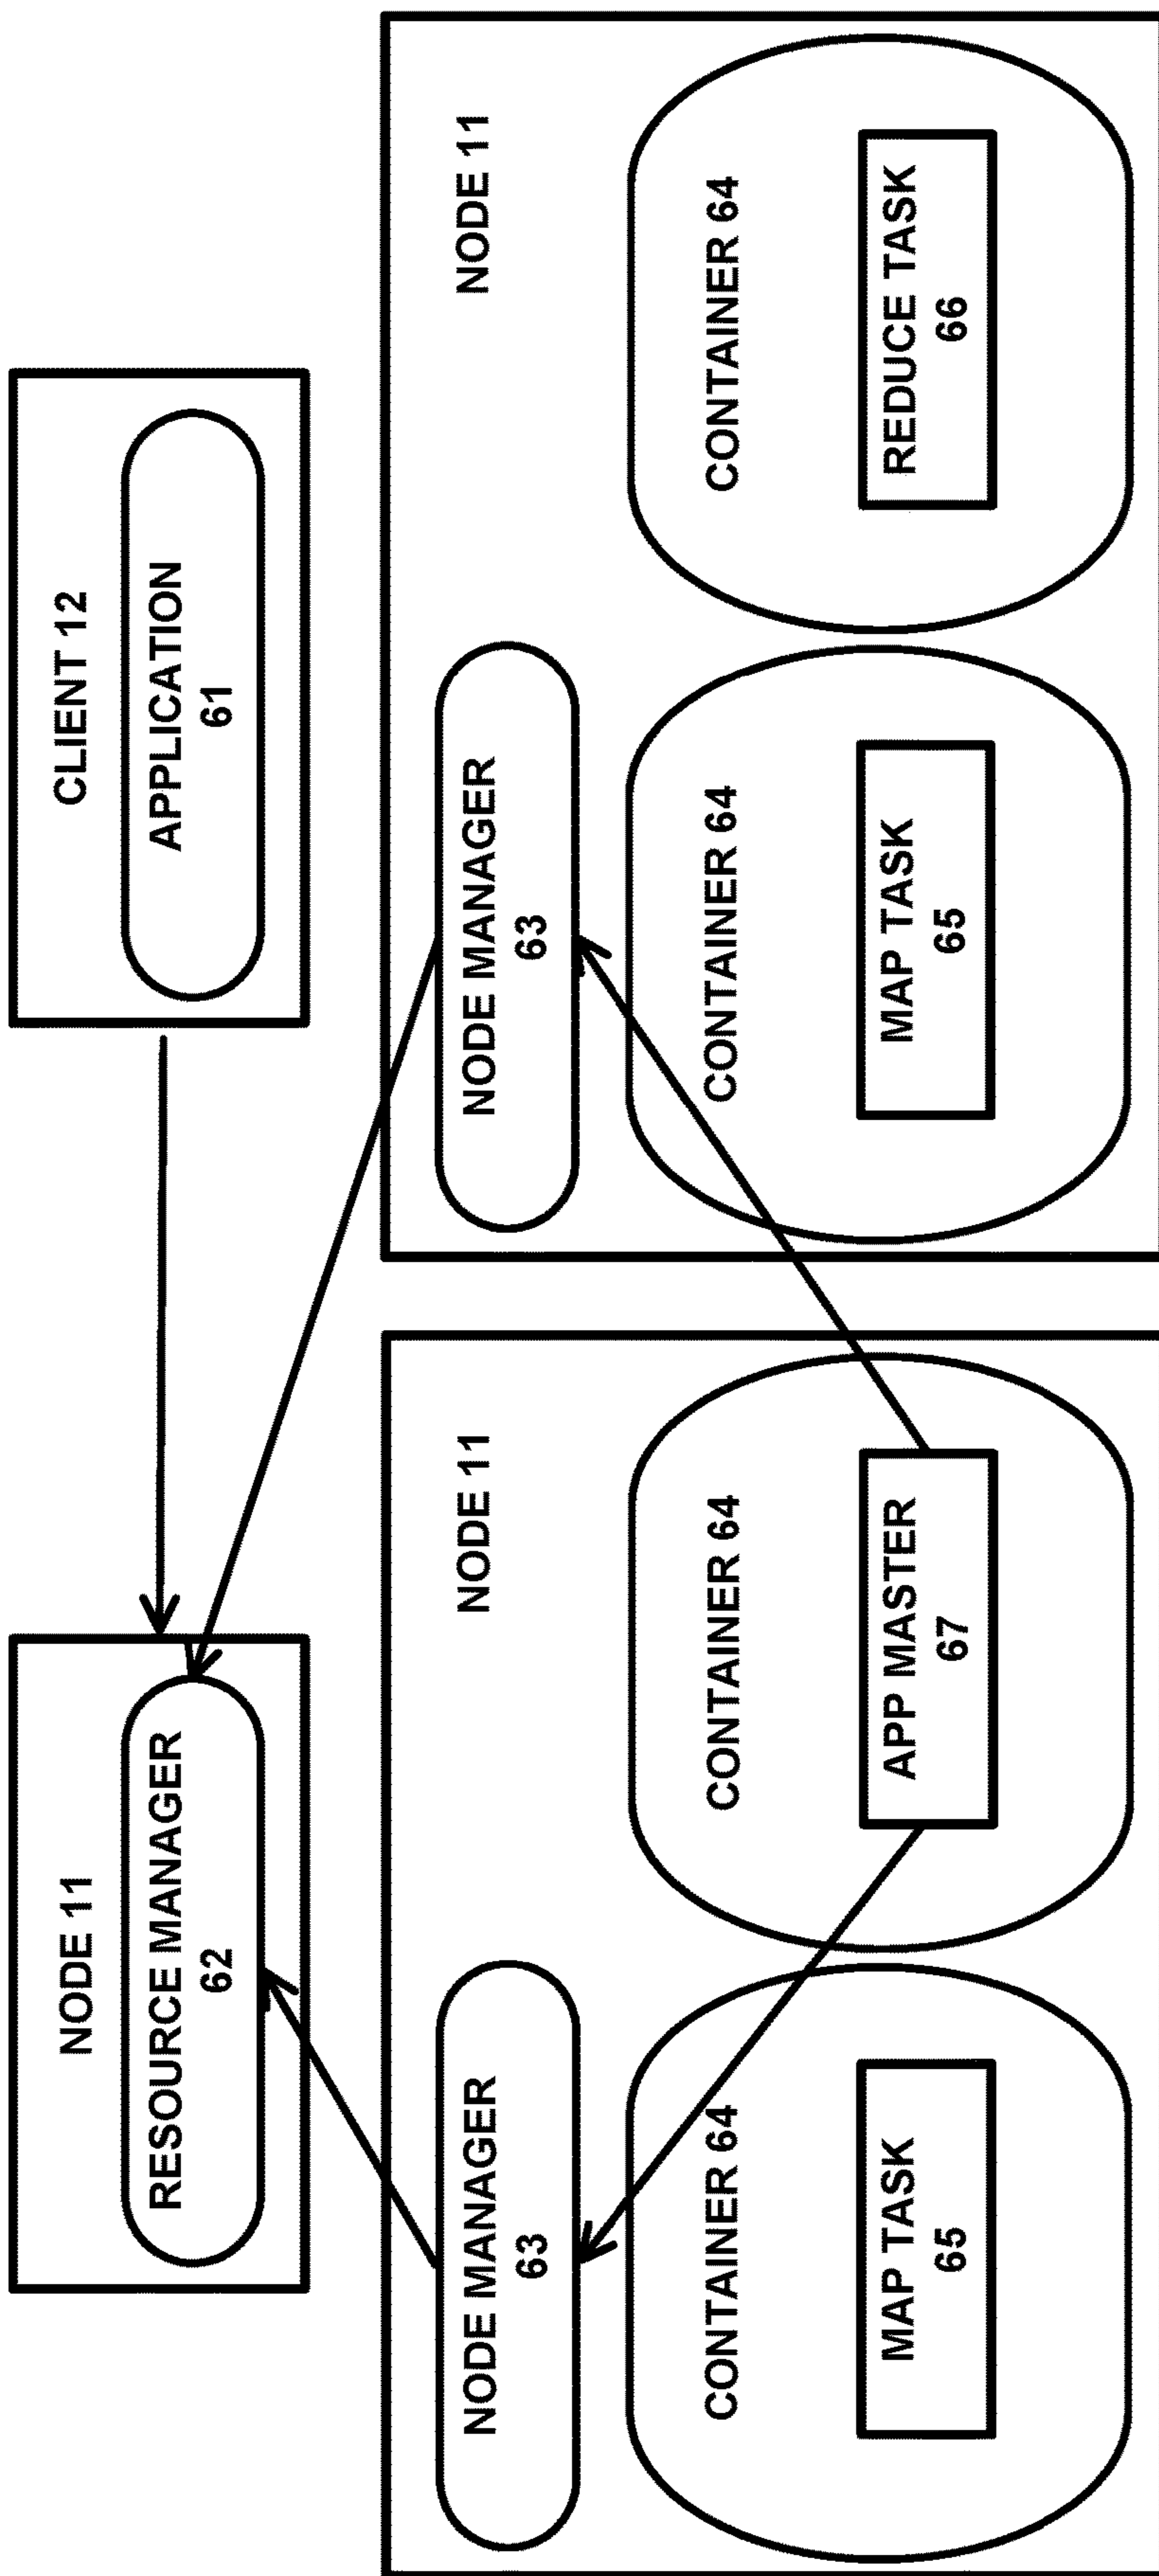 NODE 11
RESOURCE MANAGER
62
CLIENT 12
APPLICATION
61
NODE MANAGER
63
NODE 11
CONTAINER 64
MAP TASK
65
CONTAINER 64
APP MASTER
67
NODE MANAGER
63
NODE 11
CONTAINER 64
MAP TASK
65
CONTAINER 64
REDUCE TASK
66